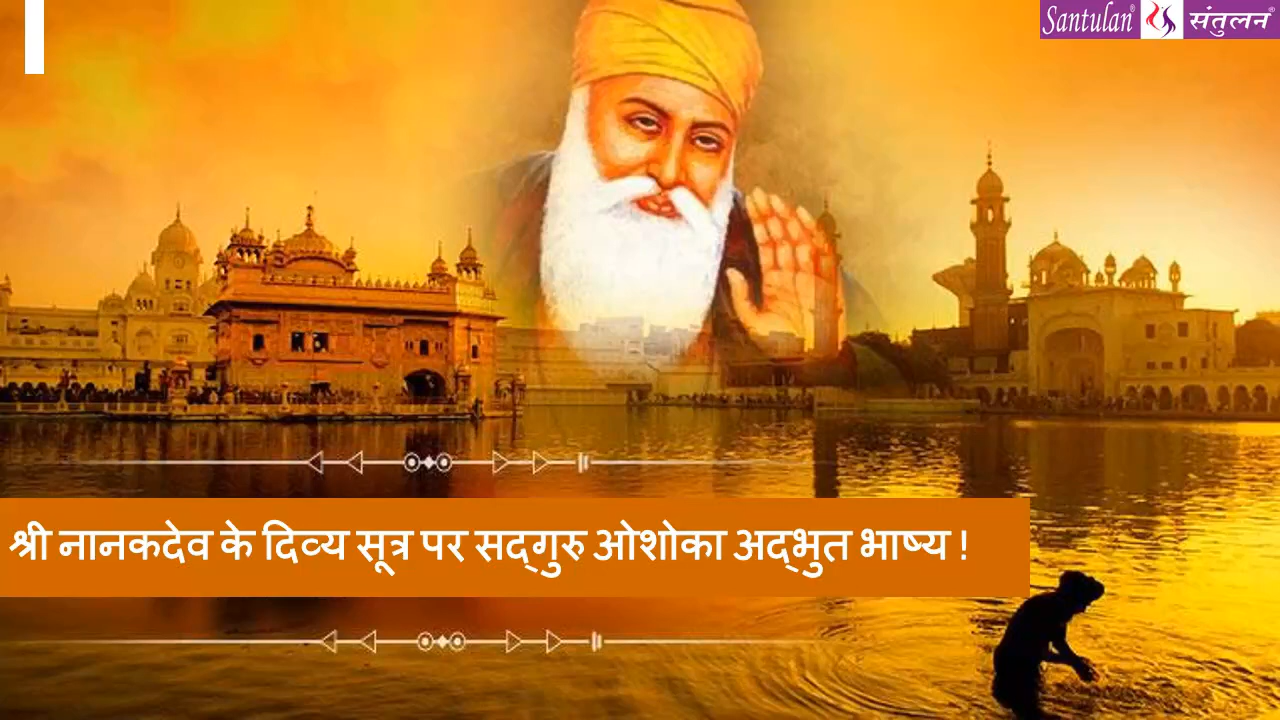 Santulan® संतुलन®
श्री नानकदेव के दिव्य सूत्र पर सद्‌गुरु ओशोका अद्‌भुत भाष्य !